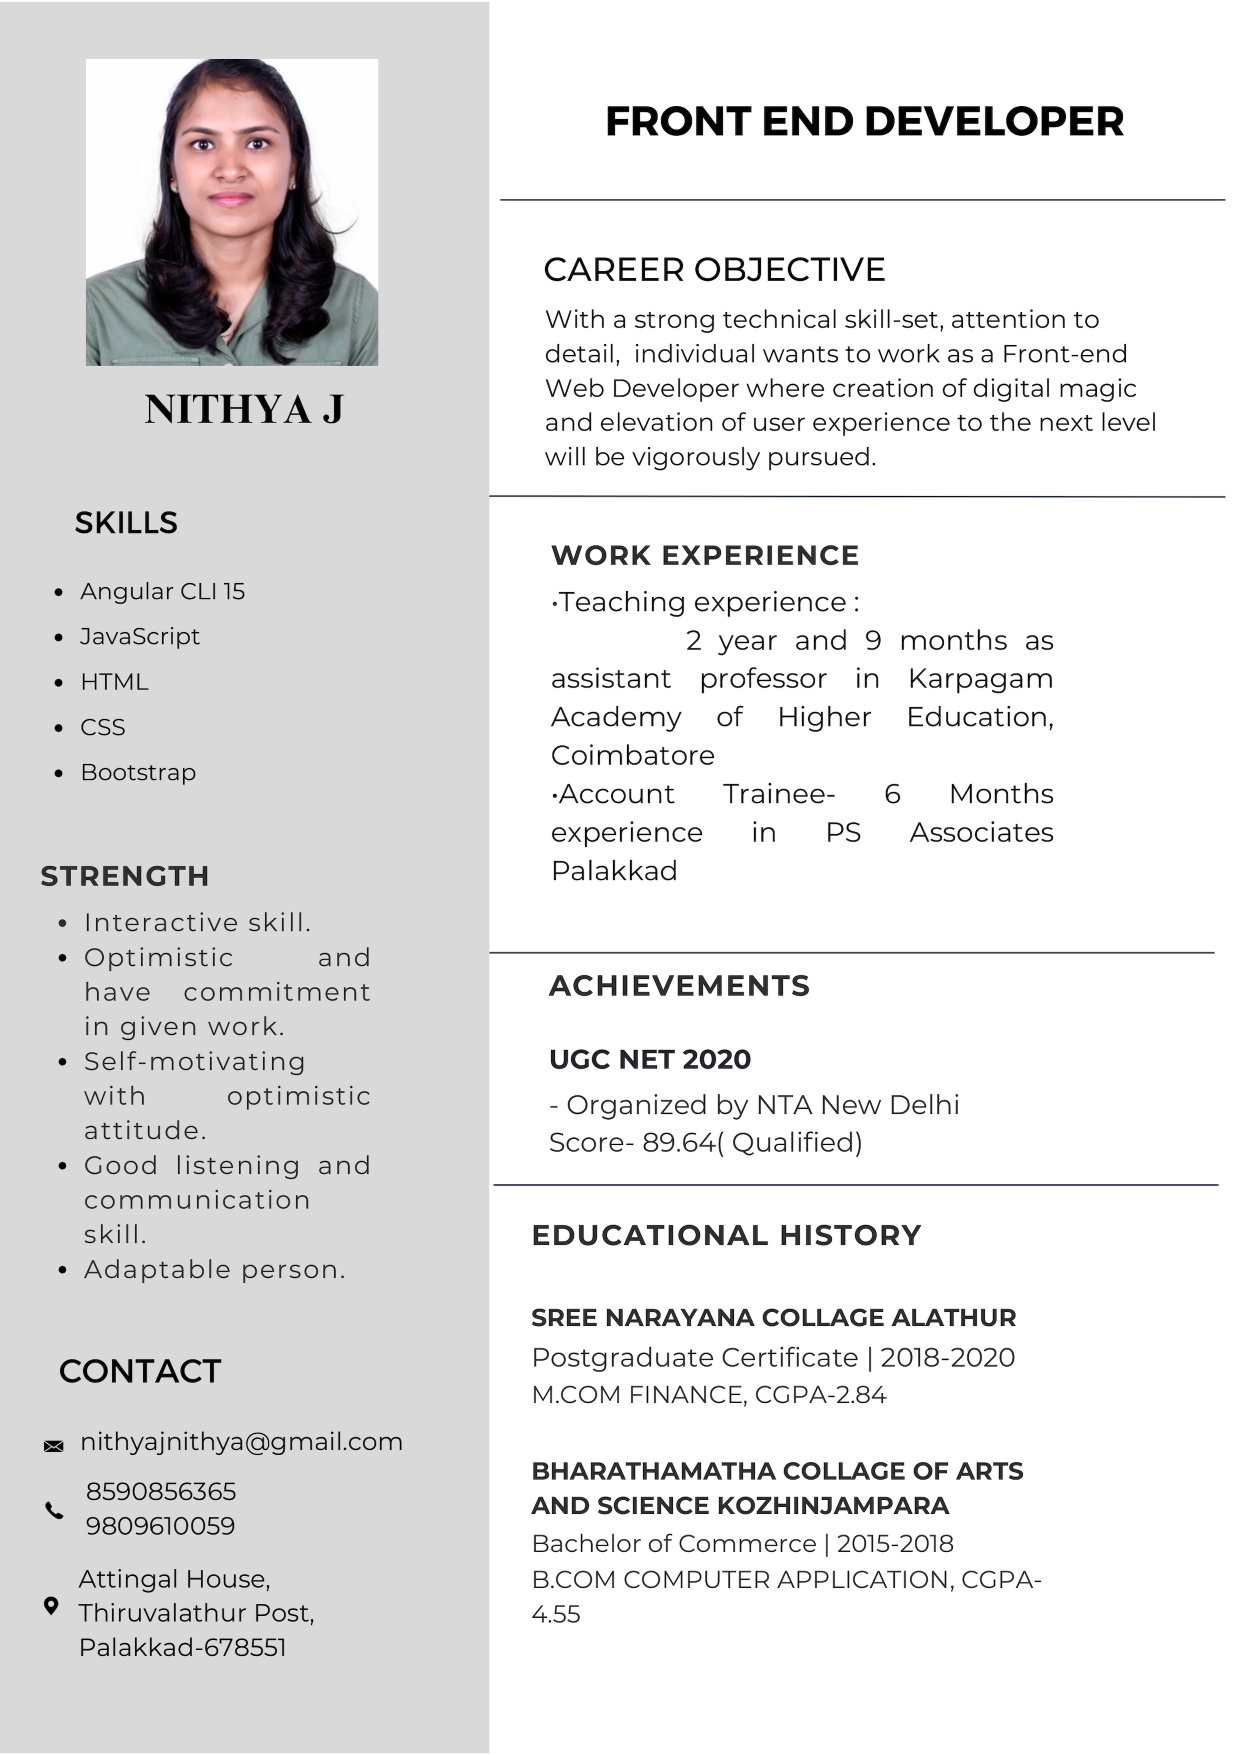 NITHYA J
SKILLS
• Angular CLI 15
• JavaScript
• HTML
• CSS
• Bootstrap
STRENGTH
• Interactive skill.
• Optimistic and
have commitment
in given work.
• Self-motivating
with optimistic
attitude.
• Good listening and
communication
skill.
• Adaptable person.
CONTACT
nithyajnithya@gmail.com
8590856365
9809610059
Attingal House,
Thiruvalathur Post,
Palakkad-678551
FRONT END DEVELOPER
CAREER OBJECTIVE
With a strong technical skill-set, attention to
detail, individual wants to work as a Front-end
Web Developer where creation of digital magic
and elevation of user experience to the next level
will be vigorously pursued.
WORK EXPERIENCE
•Teaching experience :
2 year and 9 months as
assistant professor in Karpagam
Academy of Higher Education,
Coimbatore
•Account Trainee- 6 Months
experience in PS Associates
Palakkad
ACHIEVEMENTS
UGC NET 2020
- Organized by NTA New Delhi
Score- 89.64( Qualified)
EDUCATIONAL HISTORY
SREE NARAYANA COLLAGE ALATHUR
Postgraduate Certificate | 2018-2020
M.COM FINANCE, CGPA-2.84
BHARATHAMATHA COLLAGE OF ARTS
AND SCIENCE KOZHINJAMPARA
Bachelor of Commerce | 2015-2018
B.COM COMPUTER APPLICATION, CGPA-
4.55